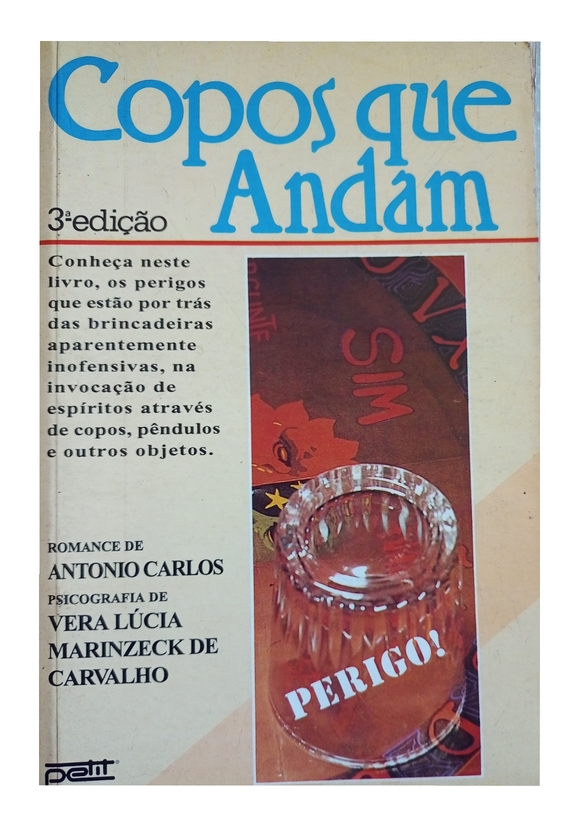 Copos que
Andam
3ª edição
Conheça neste
livro, os perigos
que estão por trás
das brincadeiras
aparentemente
inofensivas, na
invocação de
espíritos através
de copos, pêndulos
e outros objetos.
SIM
PERIGO!
ROMANCE DE
ANTONIO CARLOS
PSICOGRAFIA DE
VERA LÚCIA
MARINZECK DE
CARVALHO
petit®